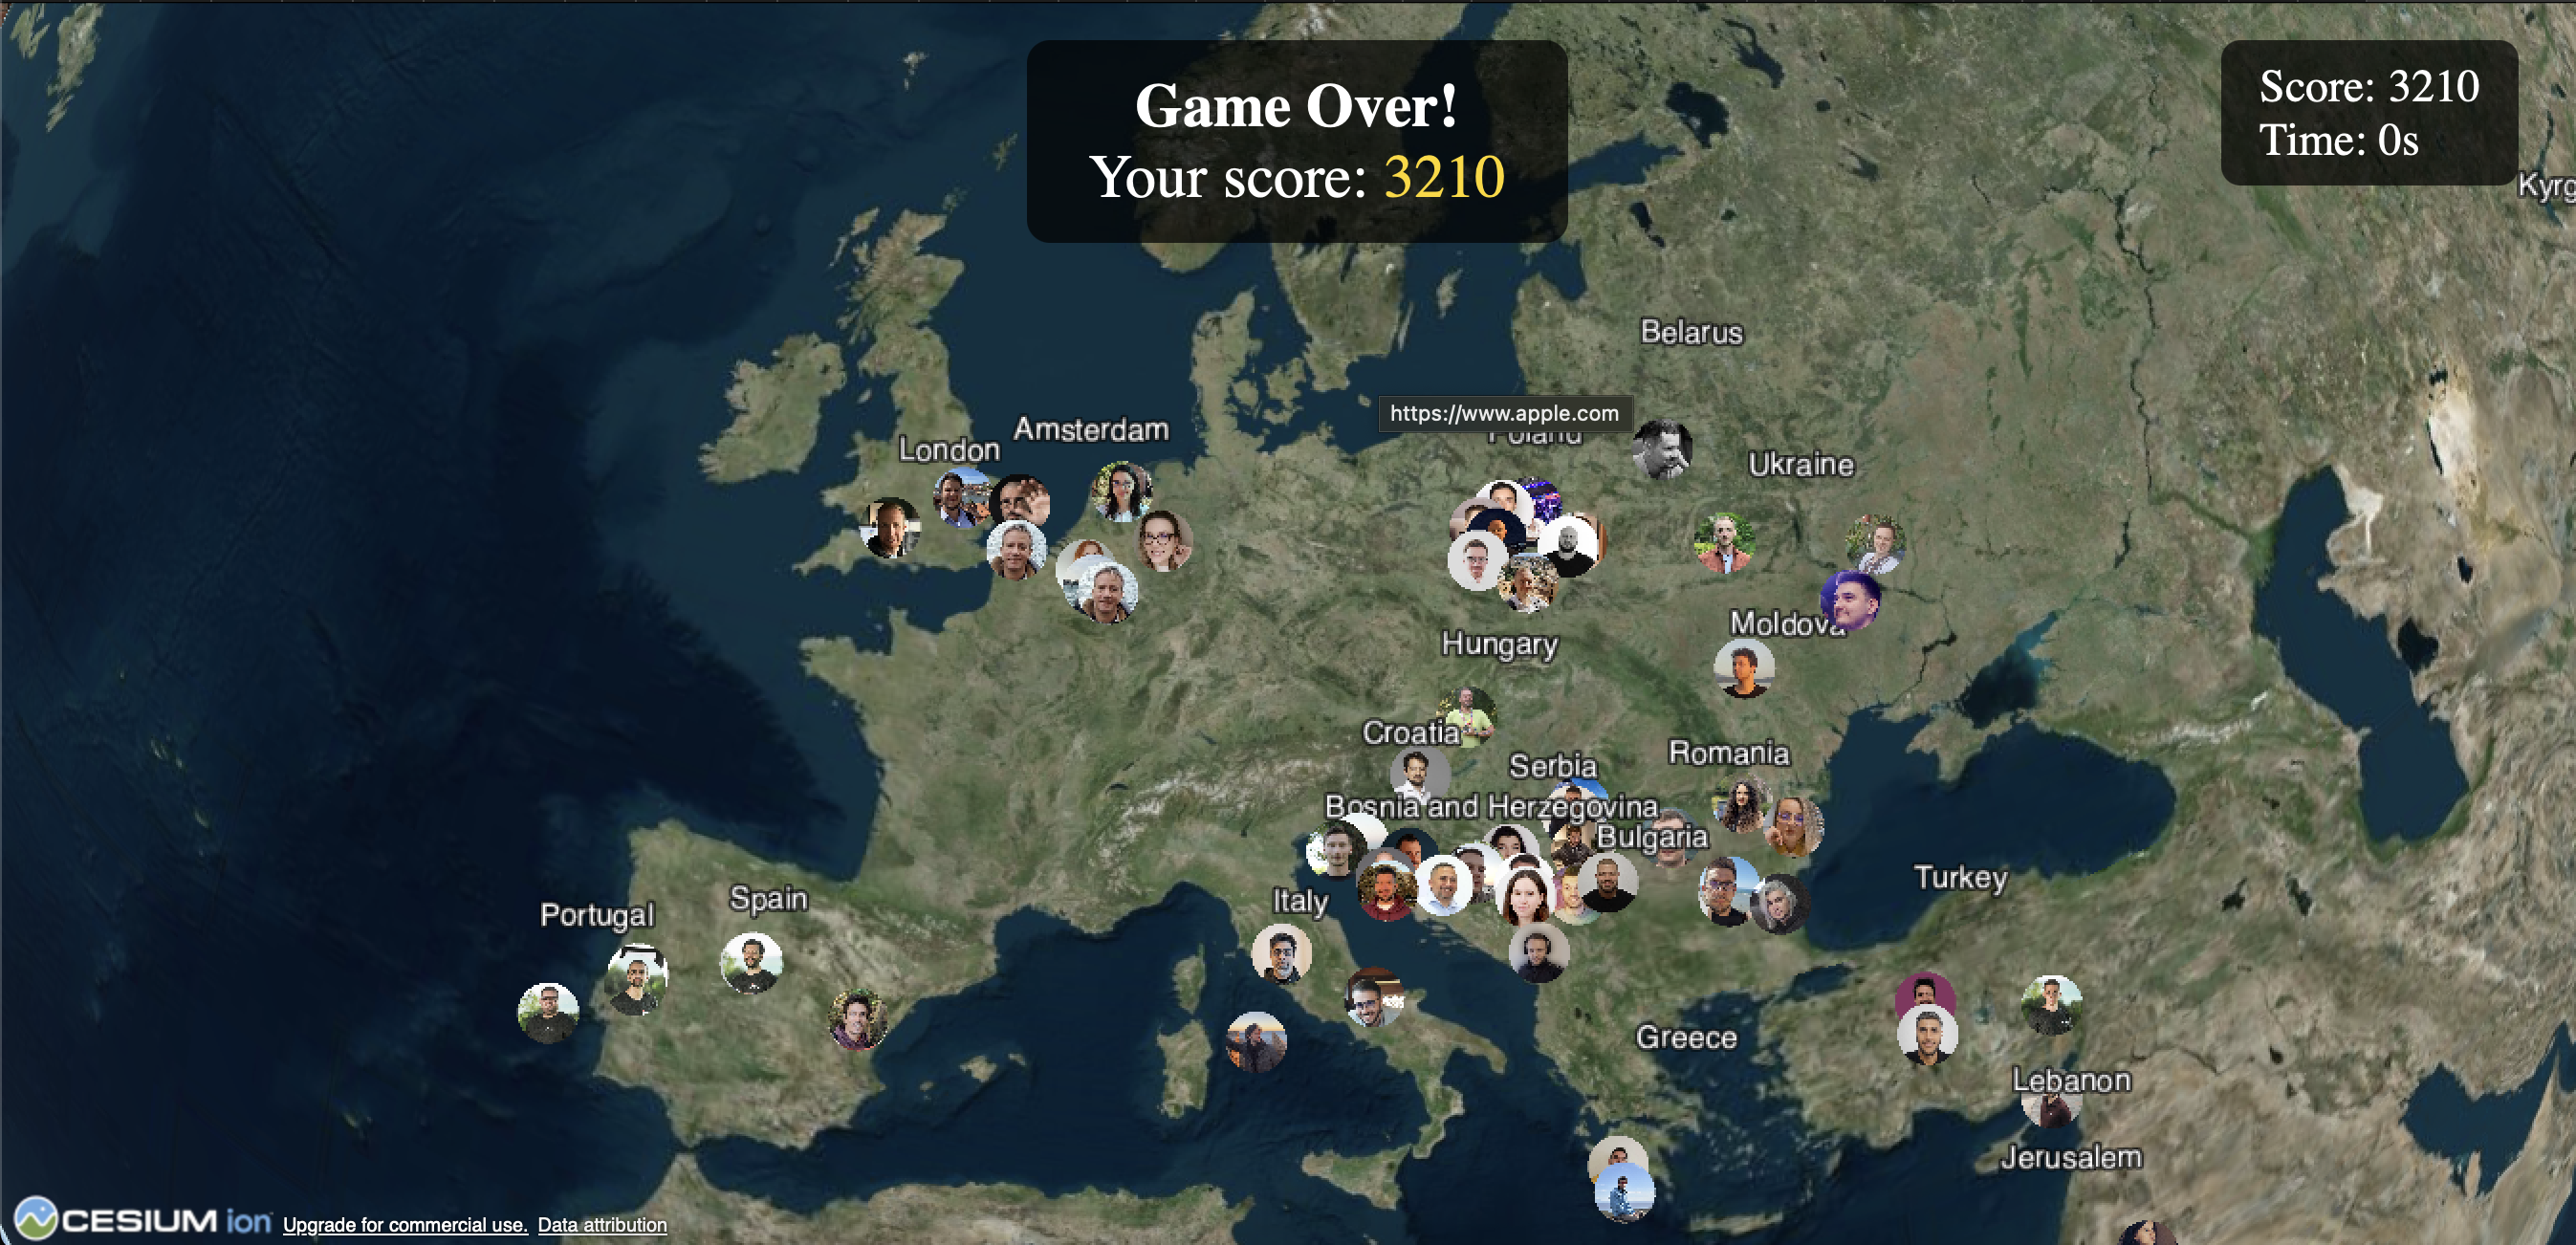 Game Over!
Your score: 3210
Score: 3210
Time: 0s
Belarus
https://www.apple.com
Amsterdam
London
Poland
Ukraine
Moldova
Hungary
Croatia
Romania
Serbia
Bosnia and Herzegovina
Bulgaria
Turkey
Spain
Italy
Portugal
Greece
Lebanon
Jerusalem
CESIUM ion Upgrade for commercial use. Data attribution